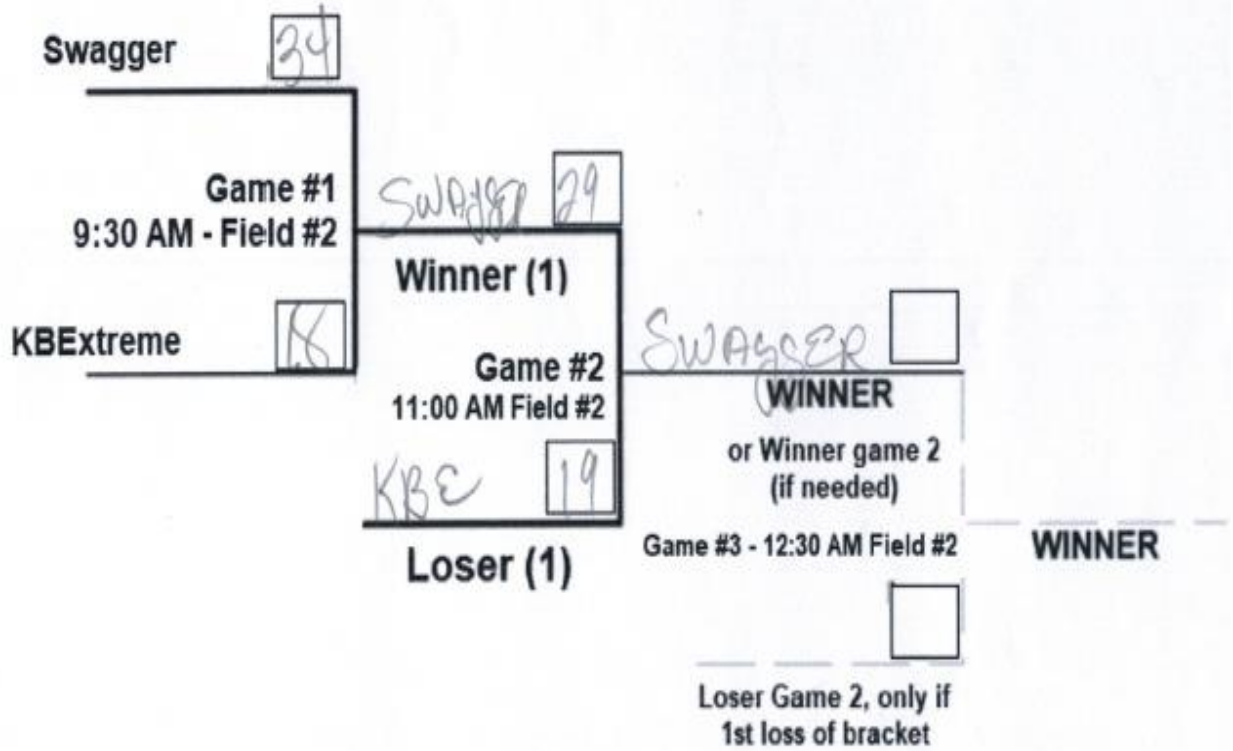 Swagger 34
Game #1
9:30 AM - Field #2
KBExtreme 18
SWAGGER 29
Winner (1)
Game #2
11:00 AM Field #2
KBE 19
Loser (1)
SWAGGER
WINNER
or Winner game 2
(if needed)
Game #3 - 12:30 AM Field #2
WINNER
Loser Game 2, only if
1st loss of bracket